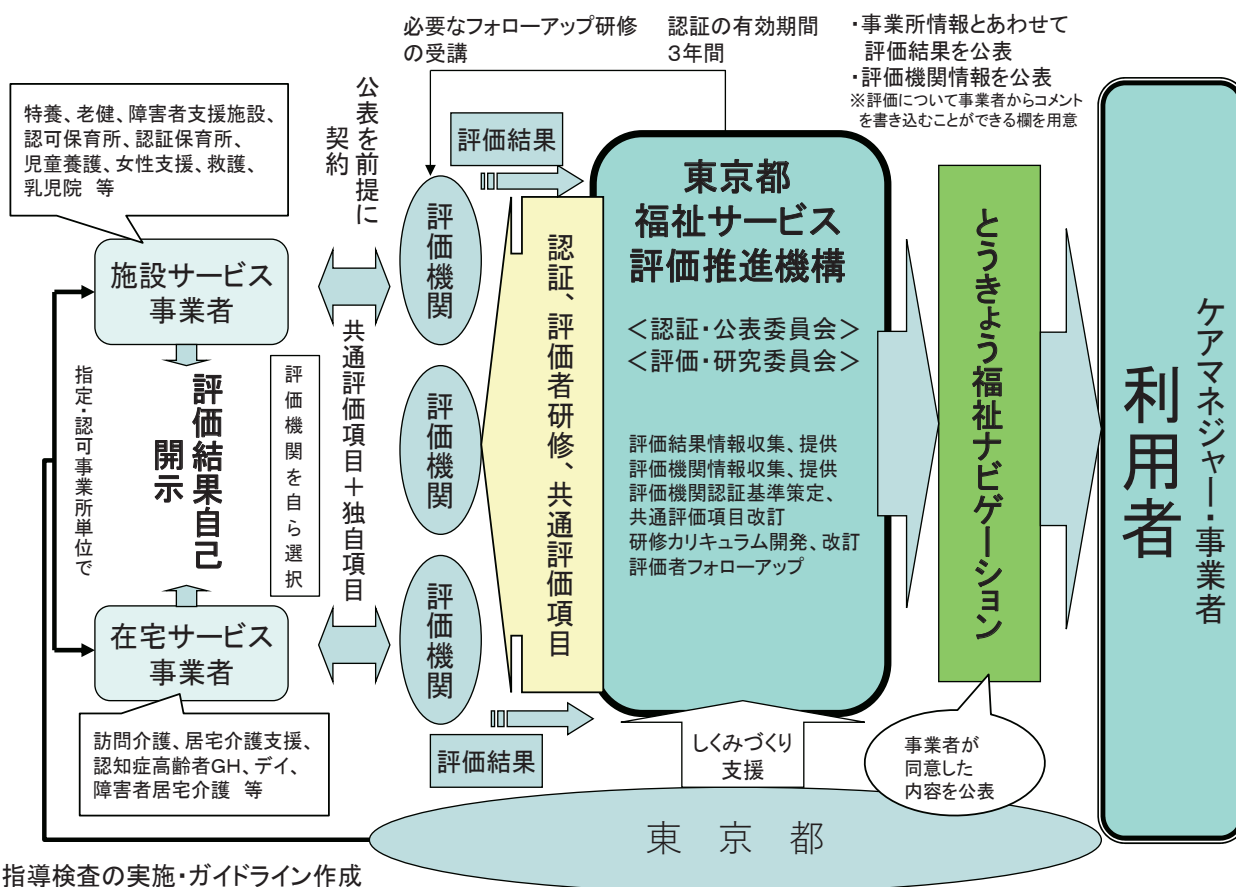 必要なフォローアップ研修
の受講
認証の有効期間
3年間
・事業所情報とあわせて
評価結果を公表
・評価機関情報を公表
※評価について事業者からコメント
を書き込むことができる欄を用意
特養、老健、障害者支援施設、
認可保育所、認証保育所、
児童養護、女性支援、救護、
乳児院 等
公表を前提に
契約
評価結果
施設サービス
事業者
評価機関
評価機関
評価機関
認証、評価者研修、共通評価項目
東京都
福祉サービス
評価推進機構
＜認証・公表委員会＞
＜評価・研究委員会＞
評価結果情報収集、提供
評価機関情報収集、提供
評価機関認証基準策定、
共通評価項目改訂
研修カリキュラム開発、改訂
評価者フォローアップ
とうきょう福祉ナビゲーション
ケアマネジャー・事業者
利用者
指定・認可事業所単位で
評価結果自己
開示
評価機関を自ら選択
共通評価項目＋独自項目
在宅サービス
事業者
訪問介護、居宅介護支援、
認知症高齢者GH、デイ、
障害者居宅介護 等
評価結果
しくみづくり
支援
事業者が
同意した
内容を公表
東 京 都
指導検査の実施・ガイドライン作成